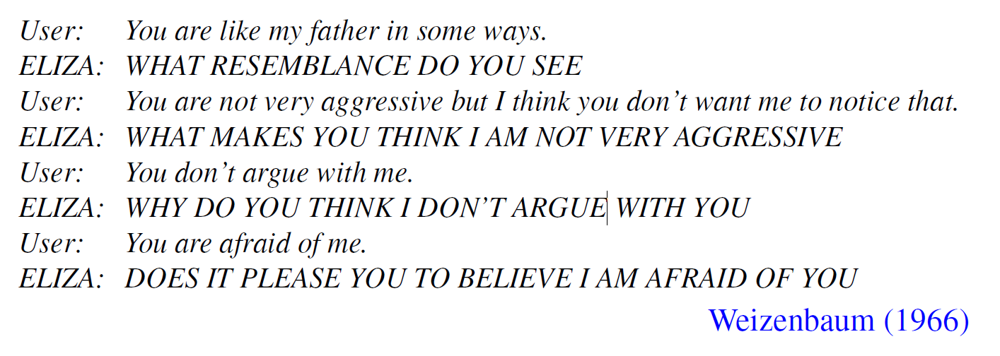 User: You are like my father in some ways.
ELIZA: WHAT RESEMBLANCE DO YOU SEE
User: You are not very aggressive but I think you don’t want me to notice that.
ELIZA: WHAT MAKES YOU THINK I AM NOT VERY AGGRESSIVE
User: You don’t argue with me.
ELIZA: WHY DO YOU THINK I DON’T ARGUE WITH YOU
User: You are afraid of me.
ELIZA: DOES IT PLEASE YOU TO BELIEVE I AM AFRAID OF YOU
Weizenbaum (1966)